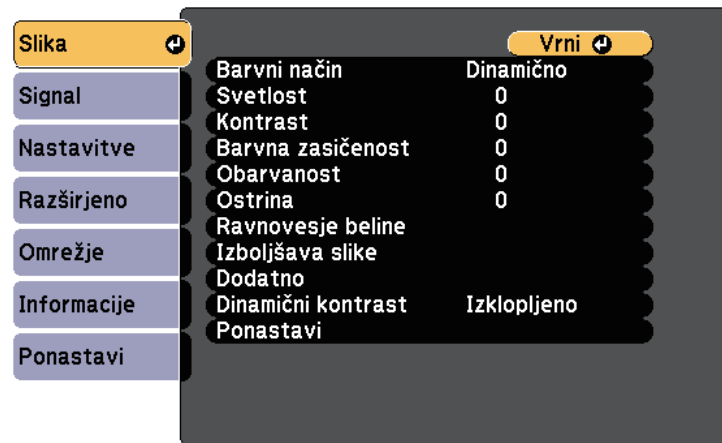 Slika
Signal
Nastavitve
Razširjeno
Omrežje
Informacije
Ponastavi
Vrni
Barvni način Dinamično
Svetlost 0
Kontrast 0
Barvna zasičenost 0
Obarvanost 0
Ostrina 0
Ravnovesje beline
Izboljšava slike
Dodatno
Dinamični kontrast Izklopljeno
Ponastavi